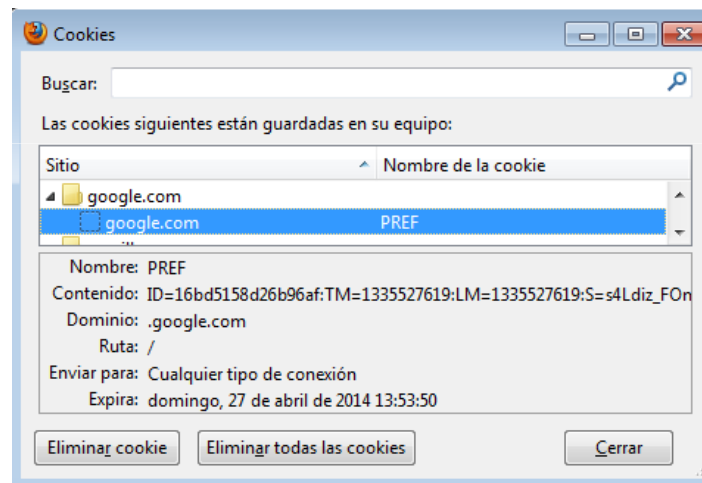 Cookies
Buscar:
Las cookies siguientes están guardadas en su equipo:
Sitio Nombre de la cookie
google.com
google.com PREF
Nombre: PREF
Contenido: ID=16bd5158d26b96af:TM=1335527619:LM=1335527619:S=s4Ldiz_FOn
Dominio: .google.com
Ruta: /
Enviar para: Cualquier tipo de conexión
Expira: domingo, 27 de abril de 2014 13:53:50
Eliminar cookie Eliminar todas las cookies Cerrar